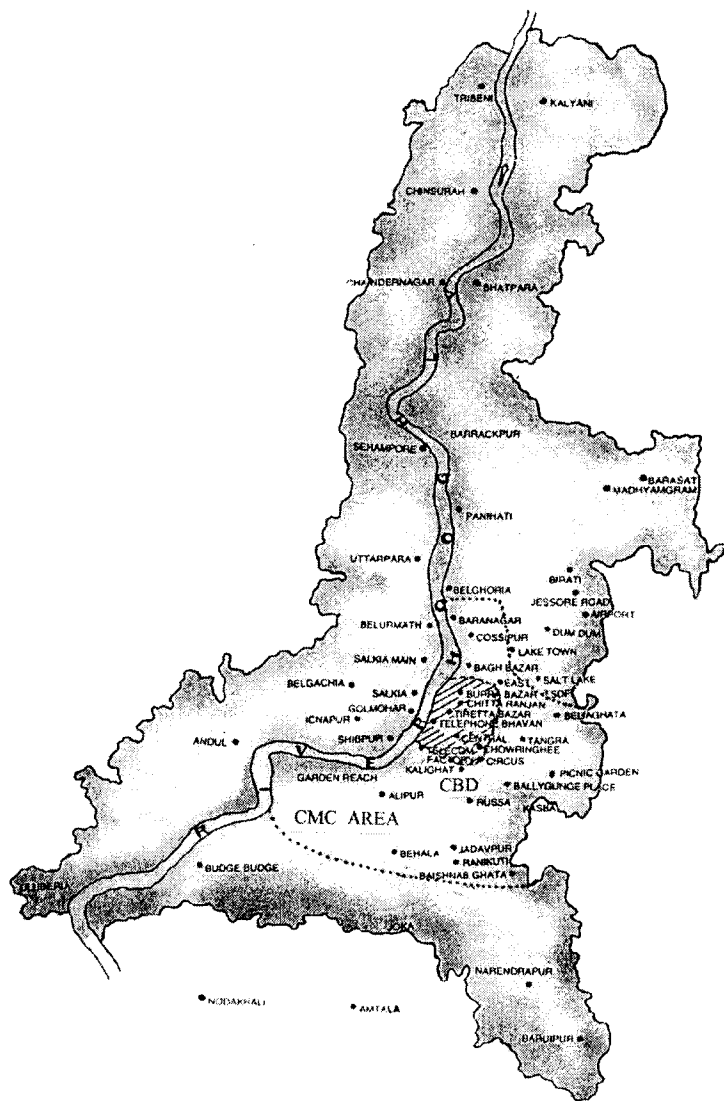 TRIBENI
KALYANI
CHINSURAH
CHANDERNAGAR
BHATPARA
BARRACKPUR
SEHAMPORE
BARASAT
MADHYAMGRAM
PANIHATI
UTTARPARA
BIRATI
BELGHORIA
JESSORE ROAD
AIRPORT
BARANAGAR
BELURMATH
COSSIPUR
DUM DUM
LAKE TOWN
SALKIA MAIN
BAGH BAZAR
EAST
SALT LAKE
BELGACHIA
SALKIA
BURRA BAZAR
CHITTA RANJAN
GOLMOHAR
TIRETTA BAZAR
BELIAGHATA
ICNAPUR
TELEPHONE BHAVAN
ANDUL
SHIBPUR
CENTRAL
TANGRA
CHOWRINGHEE
CIRCUS
KALIGHAT
GARDEN REACH
PICNIC GARDEN
CBD
BALLYGUNGE PLACE
ALIPUR
RUSSA
KASBA
CMC AREA
BEHALA
JADAVPUR
RANIKUTI
BUDGE BUDGE
BAISHNAB GHATA
JOKA
NARENDRAPUR
NODAKHALI
AMTALA
BARUIPUR
RIVER